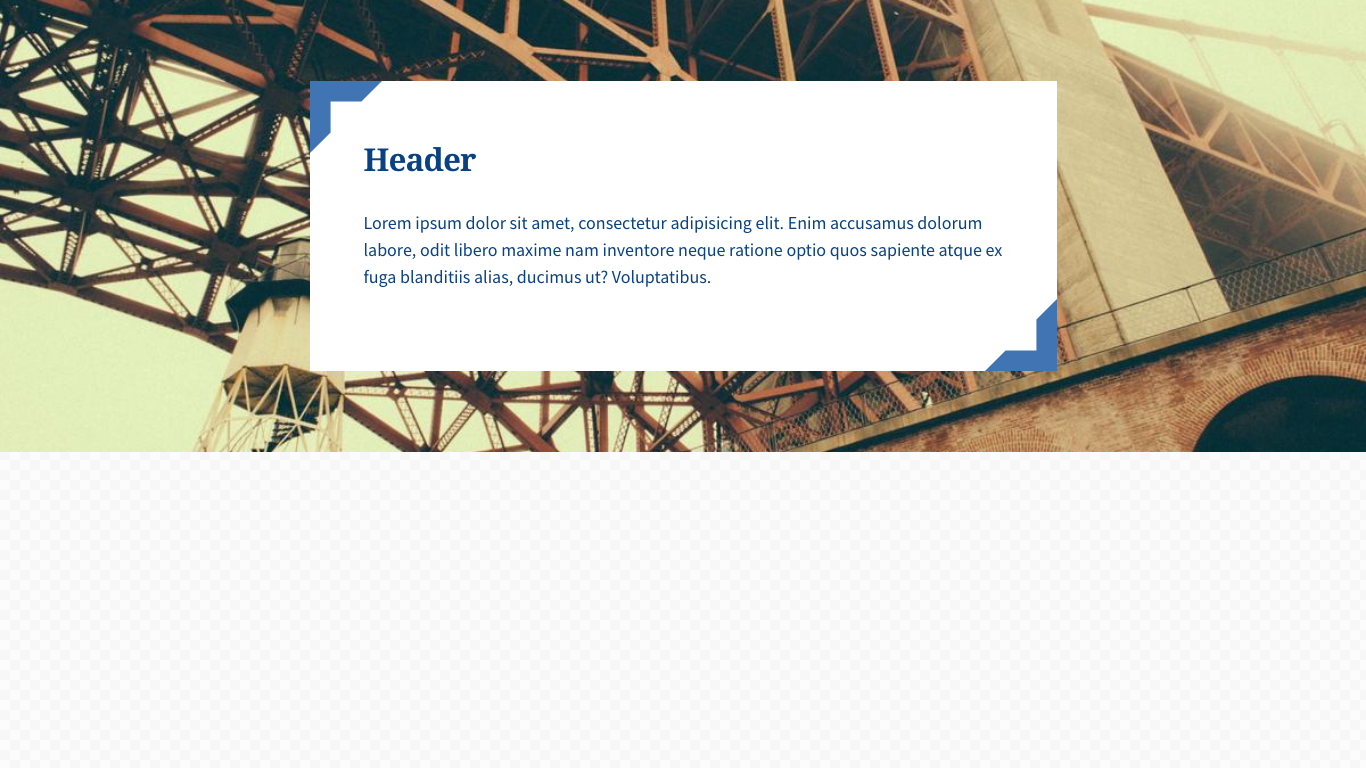 Header
Lorem ipsum dolor sit amet, consectetur adipisicing elit. Enim accusamus dolorum
labore, odit libero maxime nam inventore neque ratione optio quos sapiente atque ex
fuga blanditiis alias, ducimus ut? Voluptatibus.